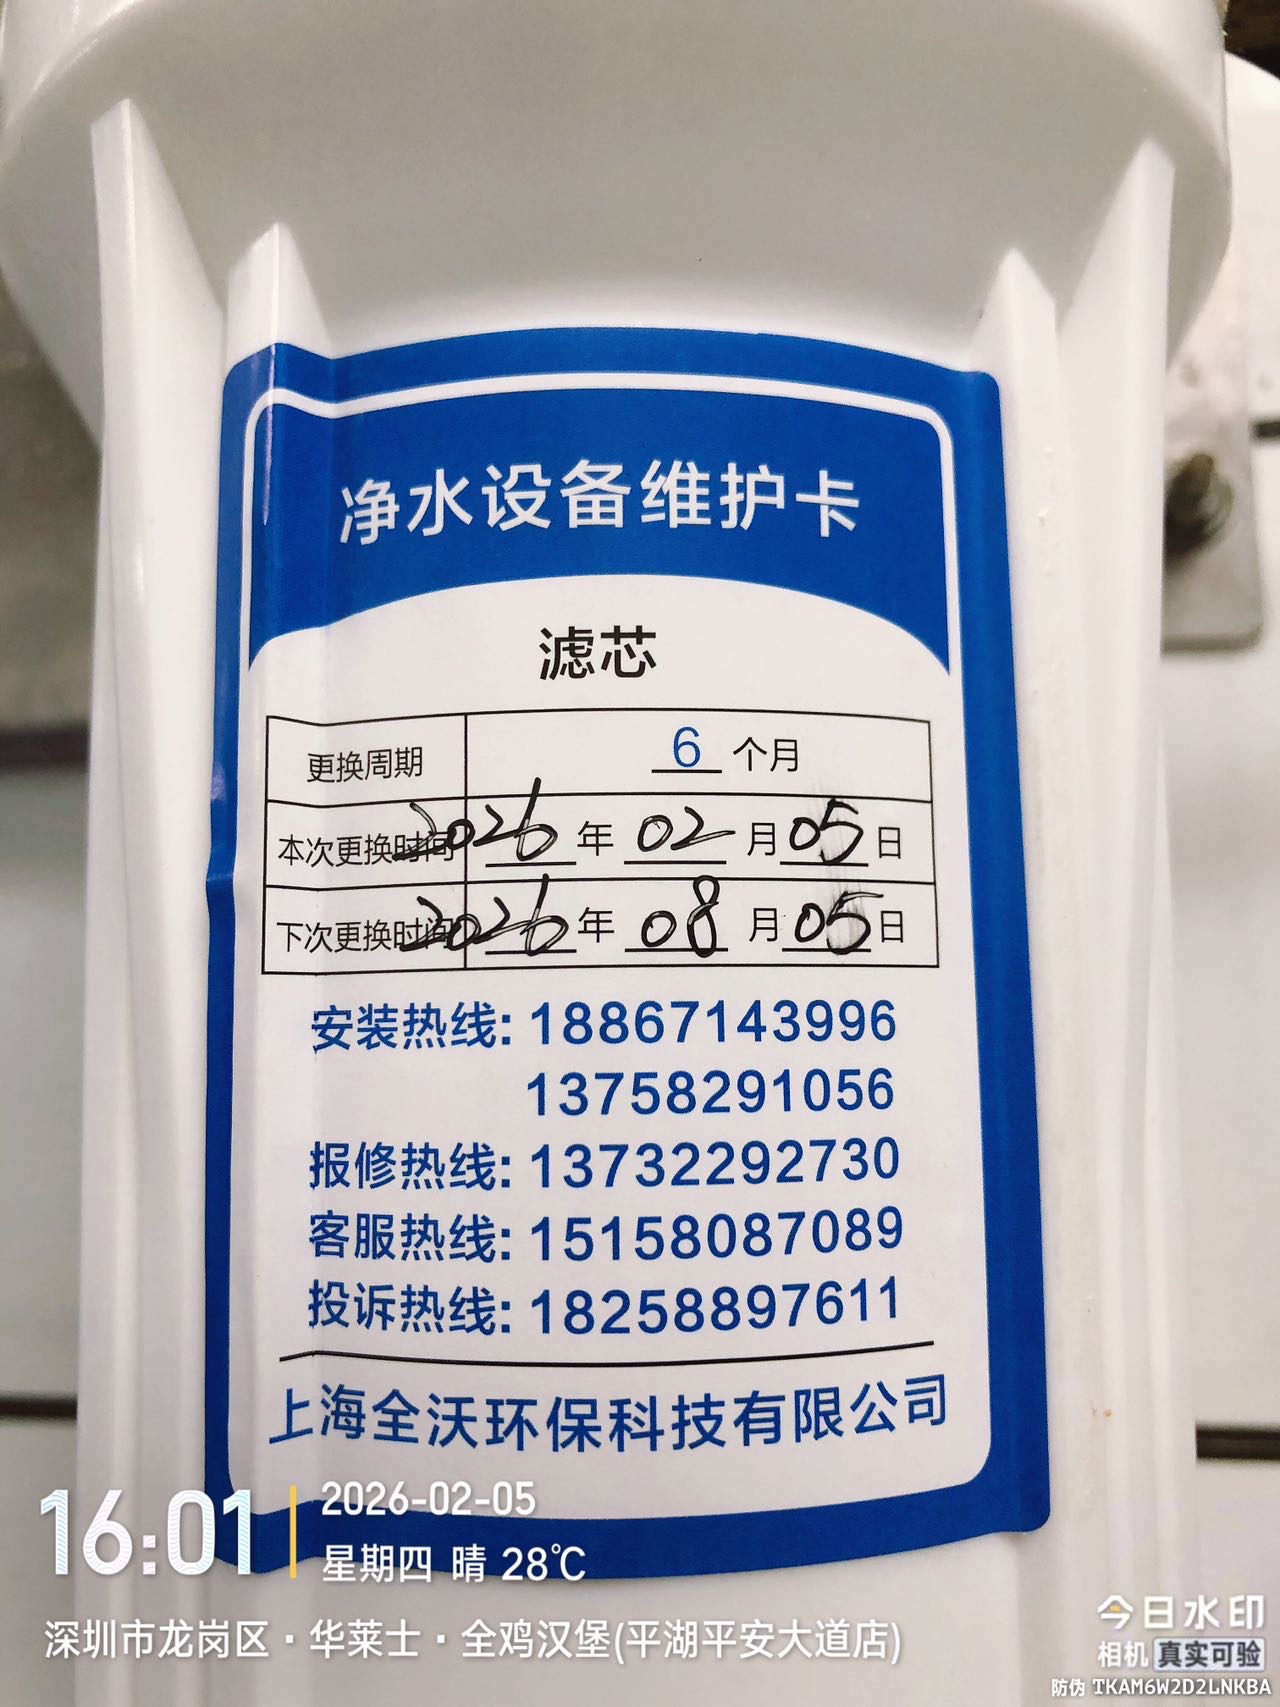 净水设备维护卡
滤芯
更换周期 6 个月
本次更换时间 2026 年 02 月 05 日
下次更换时间 2026 年 08 月 05 日
安装热线: 18867143996
13758291056
报修热线: 13732292730
客服热线: 15158087089
投诉热线: 18258897611
上海全沃环保科技有限公司
16:01 2026-02-05
星期四 晴 28℃
深圳市龙岗区·华莱士·全鸡汉堡(平湖平安大道店)
今日水印
相机 真实可验
防伪 TKAM6W2D2LNKBA